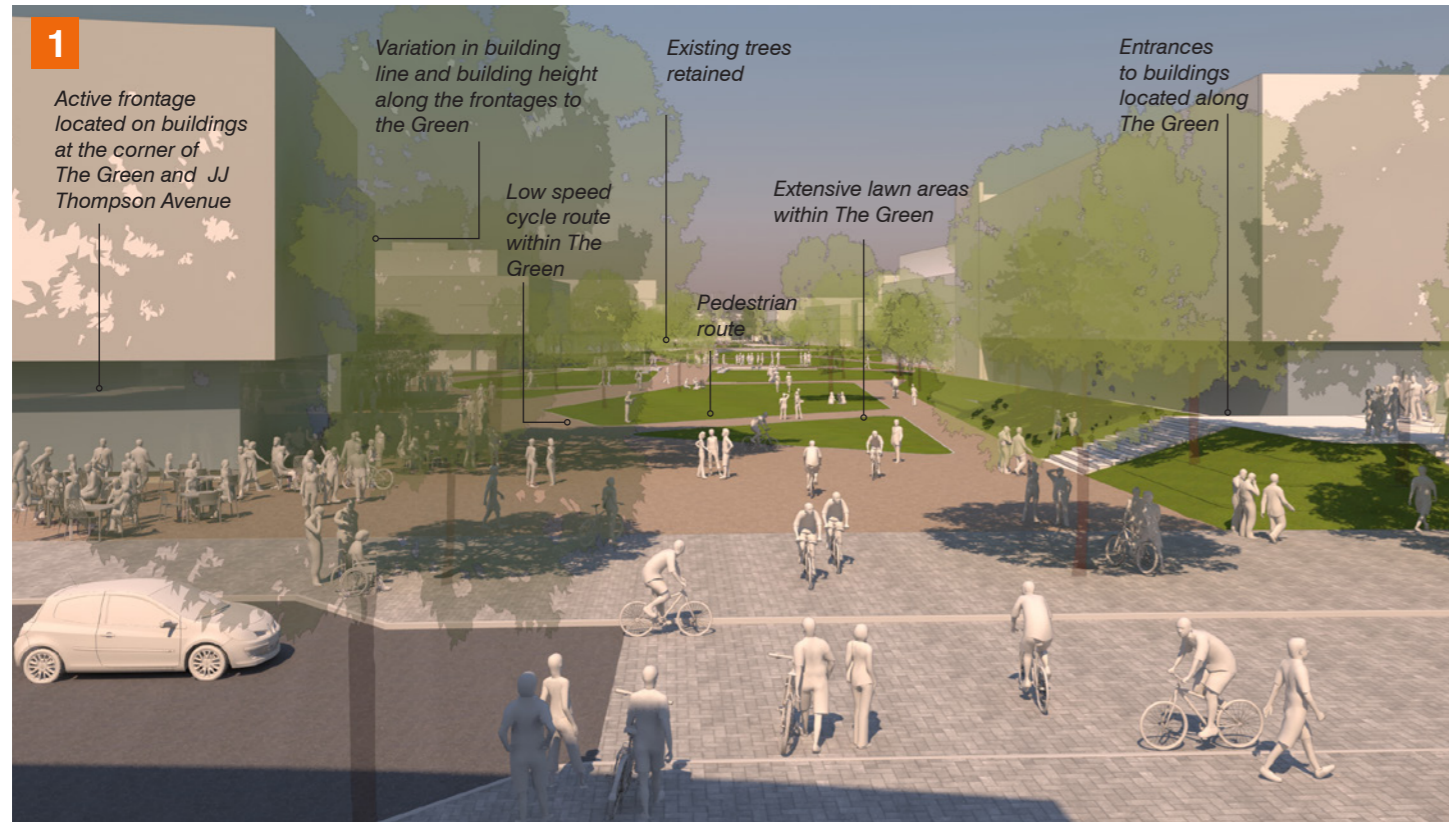 1
Active frontage
located on buildings
at the corner of
The Green and JJ
Thompson Avenue
Variation in building
line and building height
along the frontages to
the Green
Low speed
cycle route
within The
Green
Existing trees
retained
Pedestrian
route
Extensive lawn areas
within The Green
Entrances
to buildings
located along
The Green